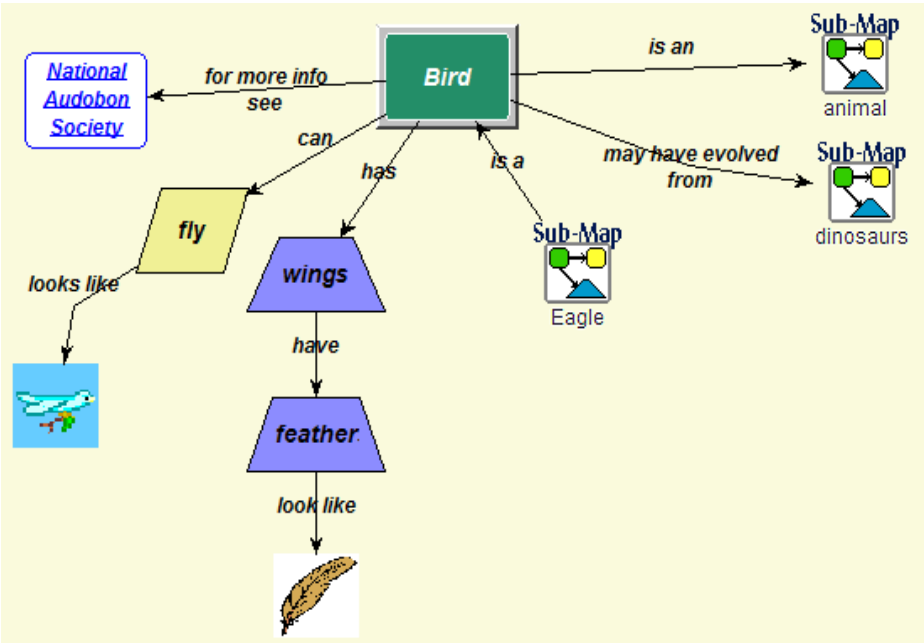 Sub-Map
is an
animal
National
Audobon
Society
for more info
see
Bird
can
has
is a
may have evolved
from
Sub-Map
dinosaurs
fly
wings
Sub-Map
Eagle
looks like
have
feather
look like